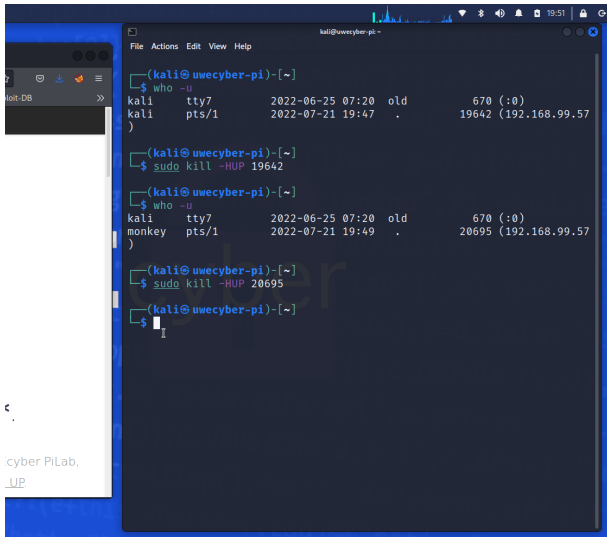 19:51
kali@uwecyber-pi: ~
File Actions Edit View Help
┌──(kali㉿uwecyber-pi)-[~]
└─$ who -u
kali     tty7         2022-06-25 07:20  old          670 (:0)
kali     pts/1        2022-07-21 19:47   .         19642 (192.168.99.57
)
┌──(kali㉿uwecyber-pi)-[~]
└─$ sudo kill -HUP 19642
┌──(kali㉿uwecyber-pi)-[~]
└─$ who -u
kali     tty7         2022-06-25 07:20  old          670 (:0)
monkey   pts/1        2022-07-21 19:49   .         20695 (192.168.99.57
)
┌──(kali㉿uwecyber-pi)-[~]
└─$ sudo kill -HUP 20695
┌──(kali㉿uwecyber-pi)-[~]
└─$
ploit-DB
cyber
cyber PiLab,
UP